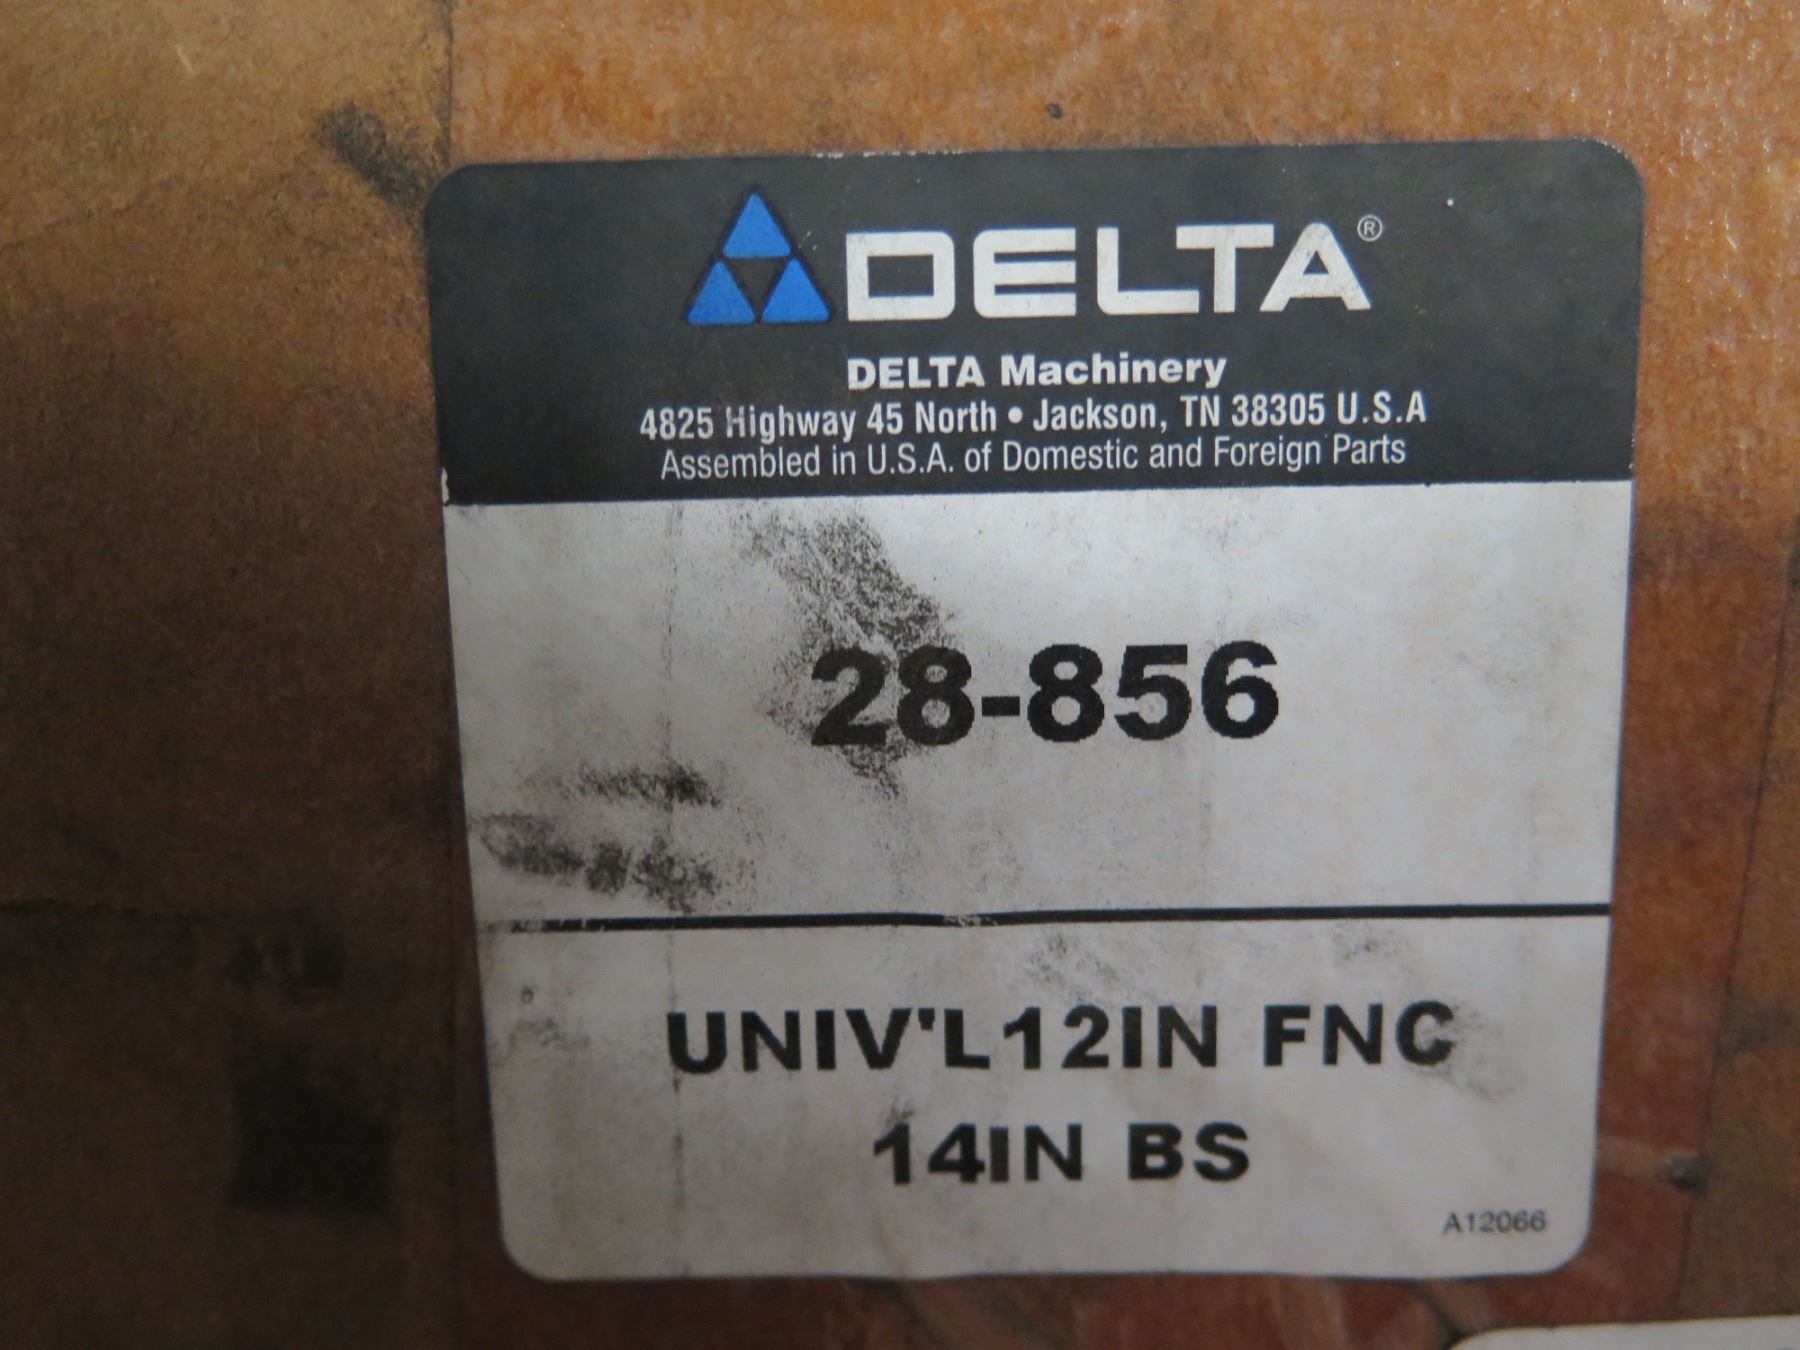 DELTA®
DELTA Machinery
4825 Highway 45 North • Jackson, TN 38305 U.S.A
Assembled in U.S.A. of Domestic and Foreign Parts
28-856
UNIV'L12IN FNC
14IN BS
A12066